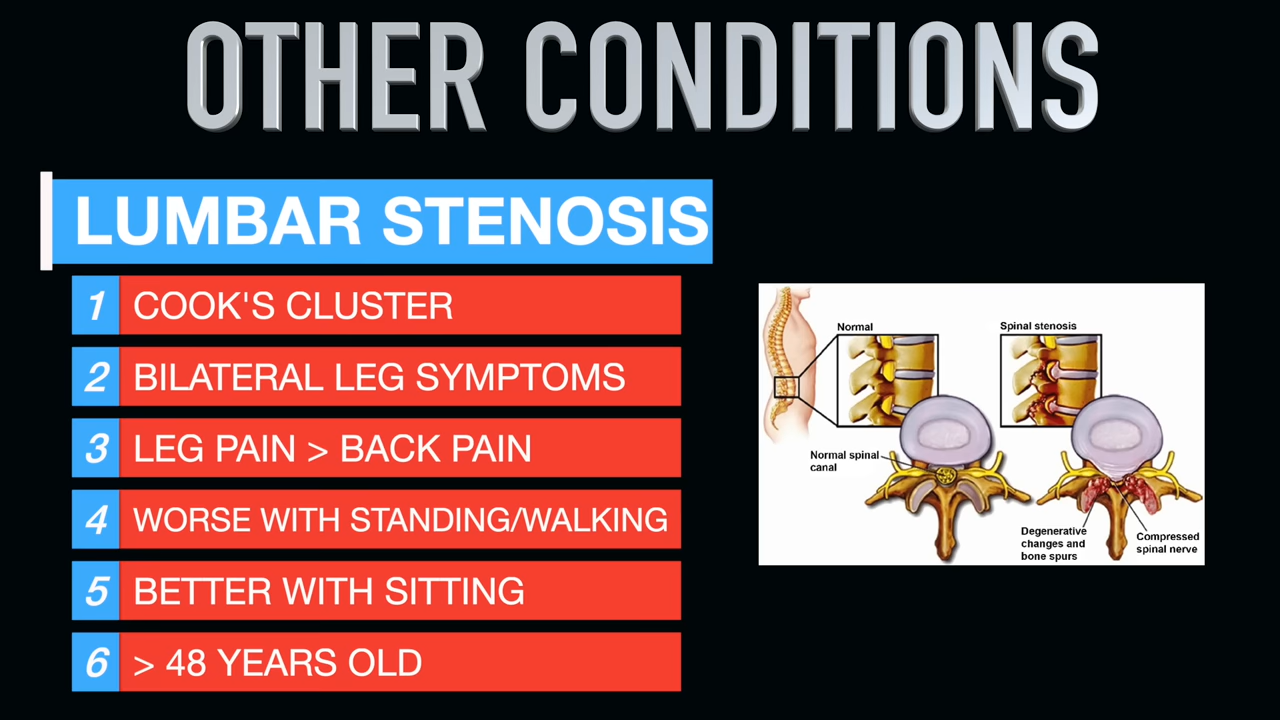 OTHER CONDITIONS
LUMBAR STENOSIS
1 COOK'S CLUSTER
2 BILATERAL LEG SYMPTOMS
3 LEG PAIN > BACK PAIN
4 WORSE WITH STANDING/WALKING
5 BETTER WITH SITTING
6 > 48 YEARS OLD
Normal
Spinal stenosis
Normal spinal
canal
Degenerative
changes and
bone spurs
Compressed
spinal nerve